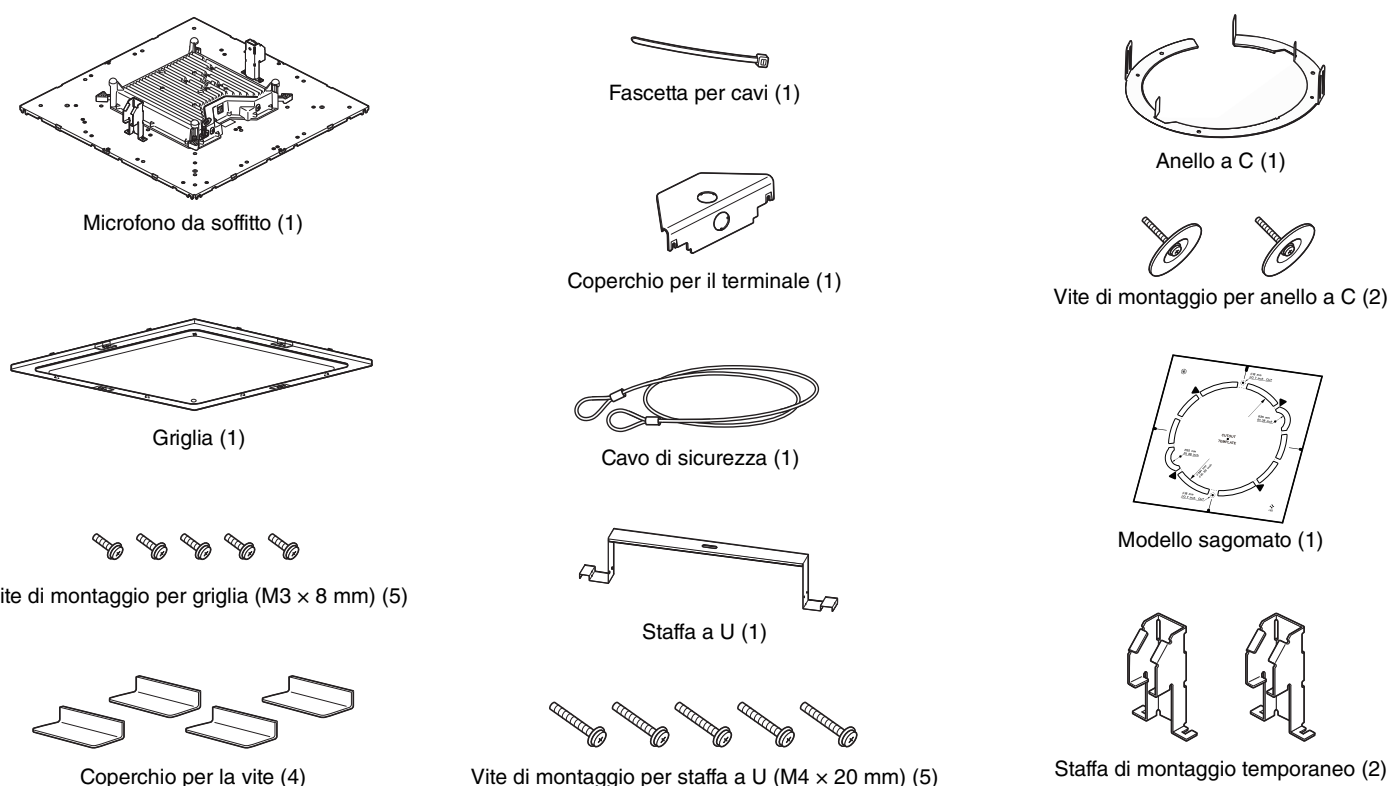 Microfono da soffitto (1)
Griglia (1)
ite di montaggio per griglia (M3 × 8 mm) (5)
Coperchio per la vite (4)
Fascetta per cavi (1)
Coperchio per il terminale (1)
Cavo di sicurezza (1)
Staffa a U (1)
Vite di montaggio per staffa a U (M4 × 20 mm) (5)
Anello a C (1)
Vite di montaggio per anello a C (2)
CUTOUT
TEMPLATE
Modello sagomato (1)
Staffa di montaggio temporaneo (2)